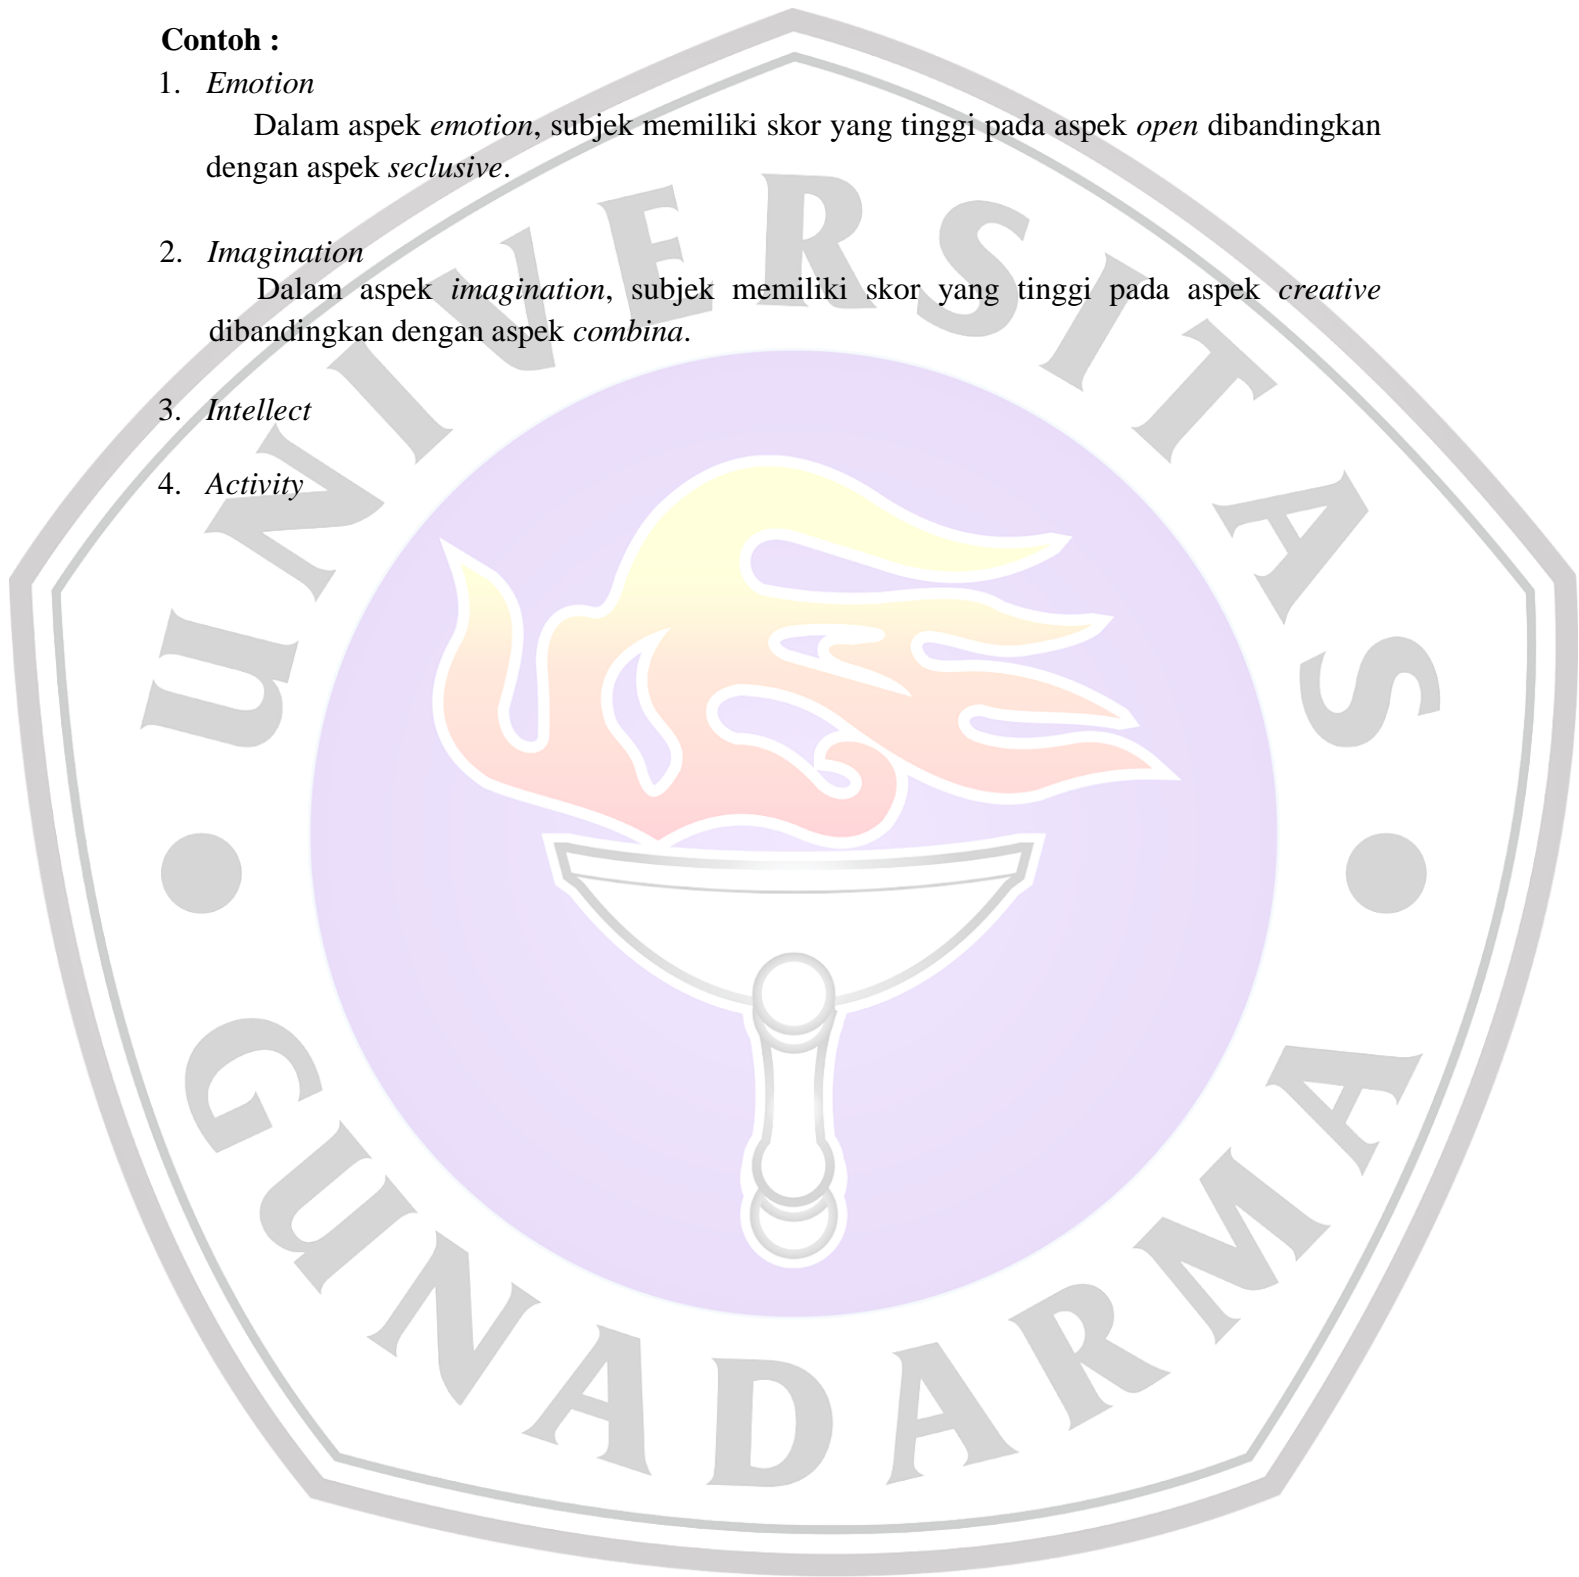 Contoh :
1. Emotion
Dalam aspek emotion, subjek memiliki skor yang tinggi pada aspek open dibandingkan
dengan aspek seclusive.
2. Imagination
Dalam aspek imagination, subjek memiliki skor yang tinggi pada aspek creative
dibandingkan dengan aspek combina.
3. Intellect
4. Activity
UNIVERSITAS
GUNADARMA